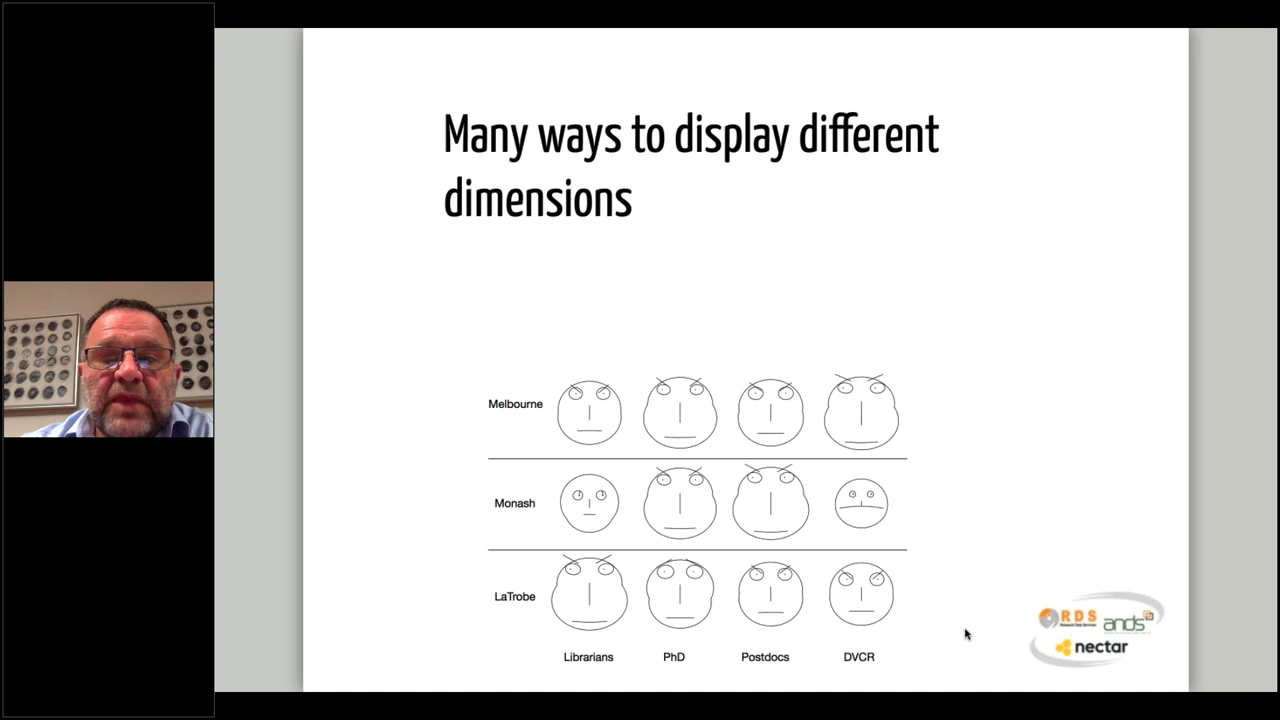 Many ways to display different
dimensions
Melbourne
Monash
LaTrobe
Librarians PhD Postdocs DVCR
RDS
ands
nectar